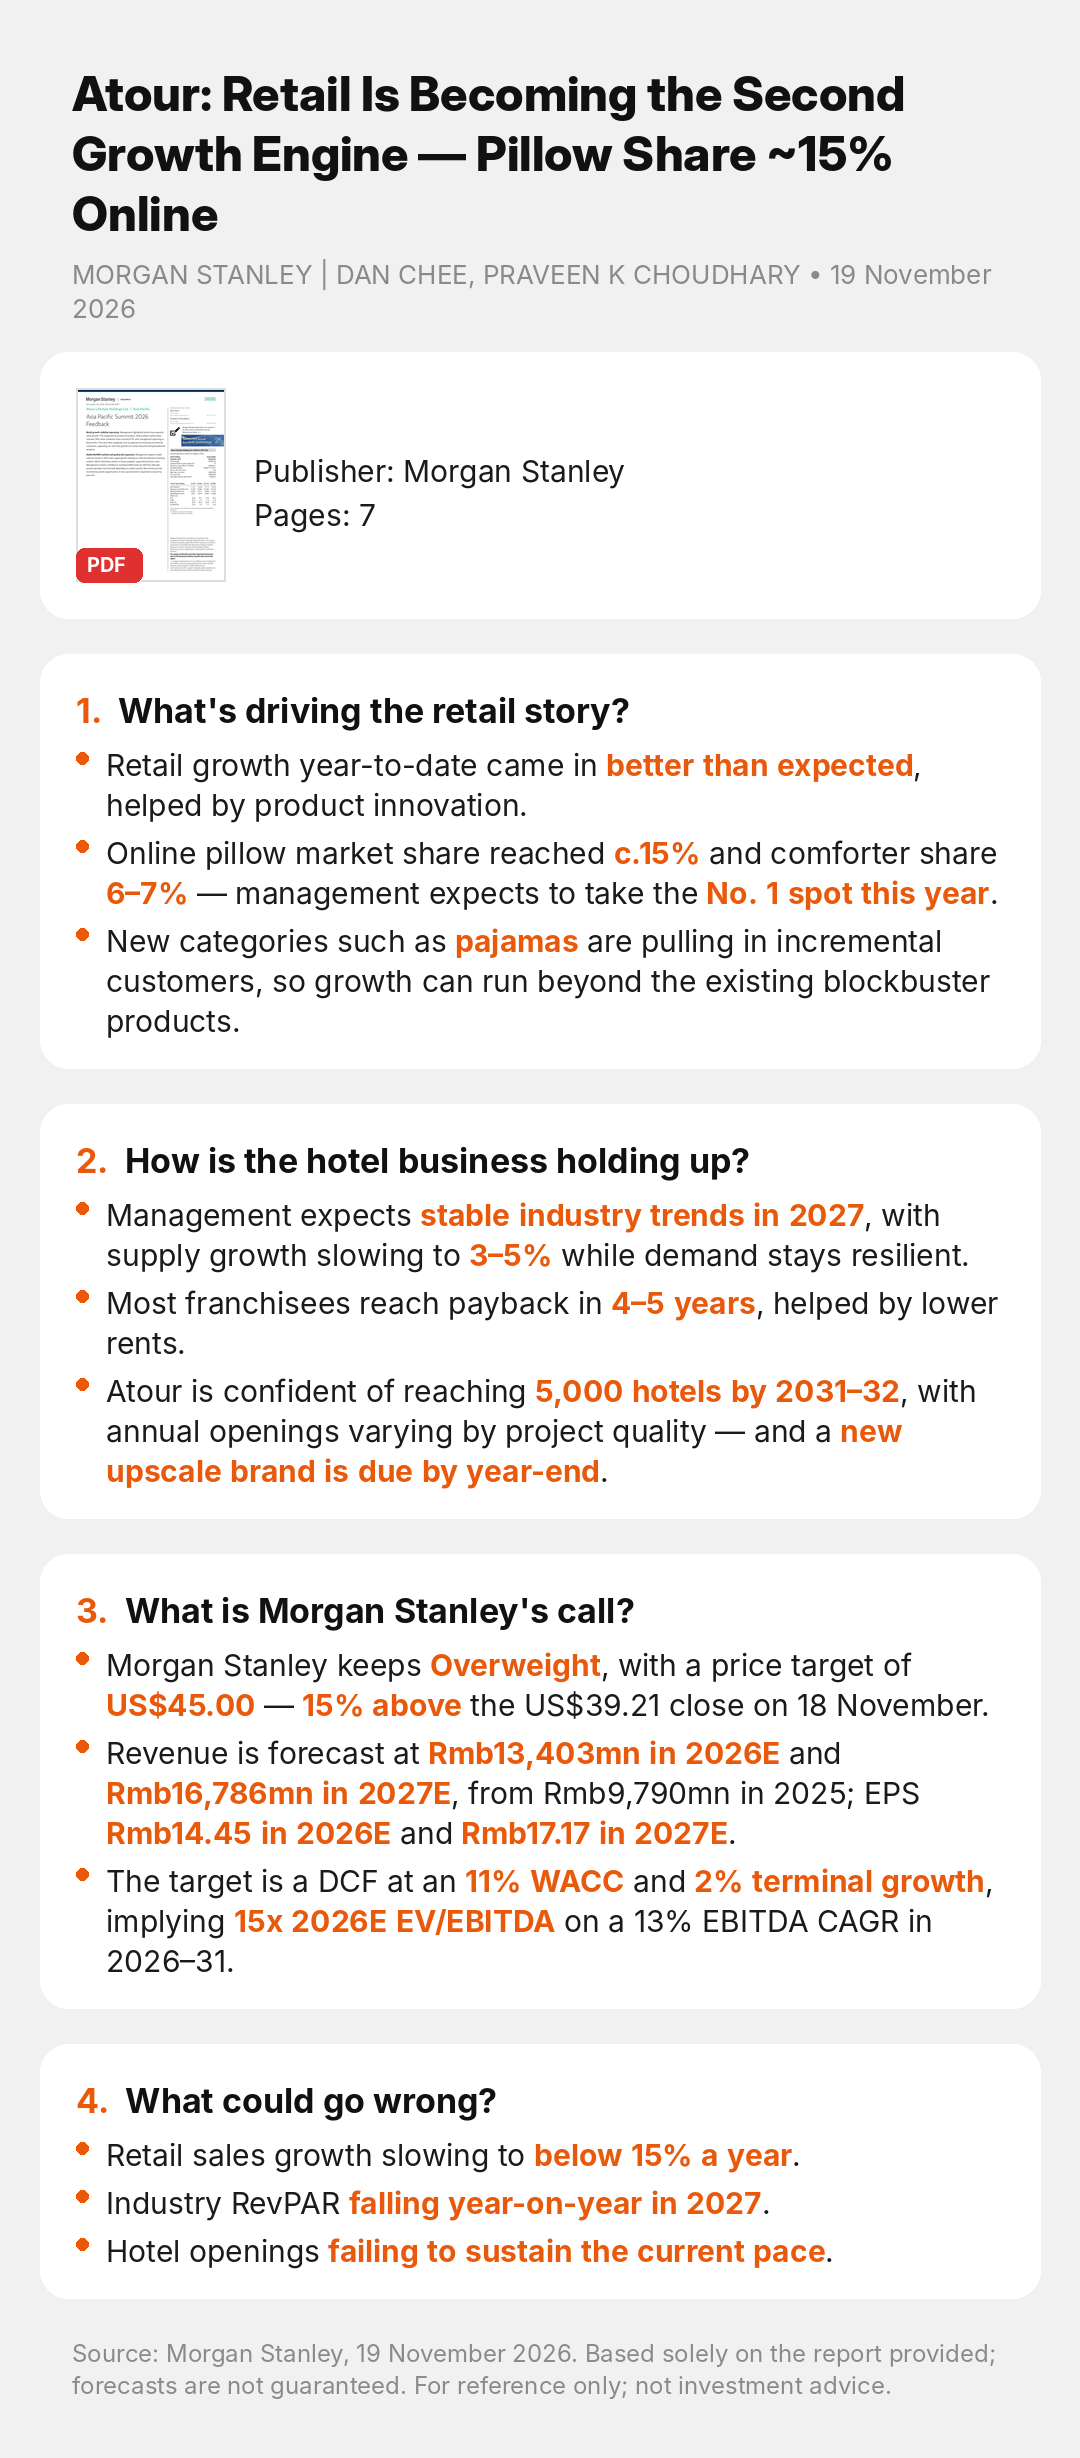 Atour: Retail Is Becoming the Second
Growth Engine — Pillow Share ~15%
Online
MORGAN STANLEY | DAN CHEE, PRAVEEN K CHOUDHARY • 19 November
2026
Morgan Stanley
Asia Pacific Summit 2026
Feedback
PDF
Publisher: Morgan Stanley
Pages: 7
1. What's driving the retail story?
• Retail growth year-to-date came in better than expected,
helped by product innovation.
• Online pillow market share reached c.15% and comforter share
6–7% — management expects to take the No. 1 spot this year.
• New categories such as pajamas are pulling in incremental
customers, so growth can run beyond the existing blockbuster
products.
2. How is the hotel business holding up?
• Management expects stable industry trends in 2027, with
supply growth slowing to 3–5% while demand stays resilient.
• Most franchisees reach payback in 4–5 years, helped by lower
rents.
• Atour is confident of reaching 5,000 hotels by 2031–32, with
annual openings varying by project quality — and a new
upscale brand is due by year-end.
3. What is Morgan Stanley's call?
• Morgan Stanley keeps Overweight, with a price target of
US$45.00 — 15% above the US$39.21 close on 18 November.
• Revenue is forecast at Rmb13,403mn in 2026E and
Rmb16,786mn in 2027E, from Rmb9,790mn in 2025; EPS
Rmb14.45 in 2026E and Rmb17.17 in 2027E.
• The target is a DCF at an 11% WACC and 2% terminal growth,
implying 15x 2026E EV/EBITDA on a 13% EBITDA CAGR in
2026–31.
4. What could go wrong?
• Retail sales growth slowing to below 15% a year.
• Industry RevPAR falling year-on-year in 2027.
• Hotel openings failing to sustain the current pace.
Source: Morgan Stanley, 19 November 2026. Based solely on the report provided;
forecasts are not guaranteed. For reference only; not investment advice.